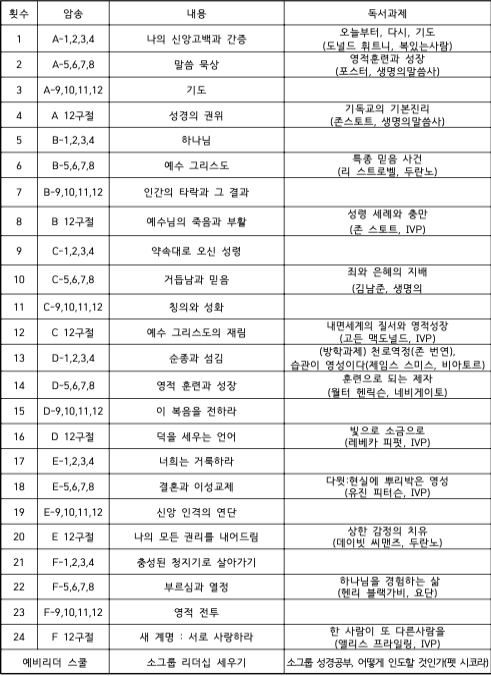 횟수 암송 내용 독서과제
1 A-1,2,3,4 나의 신앙고백과 간증 오늘부터, 다시, 기도
(도널드 휘트니, 복있는사람)
2 A-5,6,7,8 말씀 묵상 영적훈련과 성장
(포스터, 생명의말씀사)
3 A-9,10,11,12 기도
4 A 12구절 성경의 권위 기독교의 기본진리
(존스토트, 생명의말씀사)
5 B-1,2,3,4 하나님
6 B-5,6,7,8 예수 그리스도 특종 믿음 사건
(리 스트로벨, 두란노)
7 B-9,10,11,12 인간의 타락과 그 결과
8 B 12구절 예수님의 죽음과 부활 성령 세례와 충만
(존 스토트, IVP)
9 C-1,2,3,4 약속대로 오신 성령
10 C-5,6,7,8 거듭남과 믿음 죄와 은혜의 지배
(김남준, 생명의
11 C-9,10,11,12 칭의와 성화
12 C 12구절 예수 그리스도의 재림 내면세계의 질서와 영적성장
(고든 맥도널드, IVP)
13 D-1,2,3,4 순종과 섬김 (방학과제) 천로역정(존 번연),
습관이 영성이다(제임스 스미스, 비아토르)
14 D-5,6,7,8 영적 훈련과 성장 훈련으로 되는 제자
(월터 헨릭슨, 네비게이토)
15 D-9,10,11,12 이 복음을 전하라
16 D 12구절 덕을 세우는 언어 빛으로 소금으로
(레베카 피펏, IVP)
17 E-1,2,3,4 너희는 거룩하라
18 E-5,6,7,8 결혼과 이성교제 다윗:현실에 뿌리박은 영성
(유진 피터슨, IVP)
19 E-9,10,11,12 신앙 인격의 연단
20 E 12구절 나의 모든 권리를 내어드림 상한 감정의 치유
(데이빗 씨맨즈, 두란노)
21 F-1,2,3,4 충성된 청지기로 살아가기
22 F-5,6,7,8 부르심과 열정 하나님을 경험하는 삶
(헨리 블랙가비, 요단)
23 F-9,10,11,12 영적 전투
24 F 12구절 새 계명 : 서로 사랑하라 한 사람이 또 다른사람을
(앨리스 프라일링, IVP)
예비리더 스쿨 소그룹 리더십 세우기 소그룹 성경공부, 어떻게 인도할 것인가(펫 시코라)